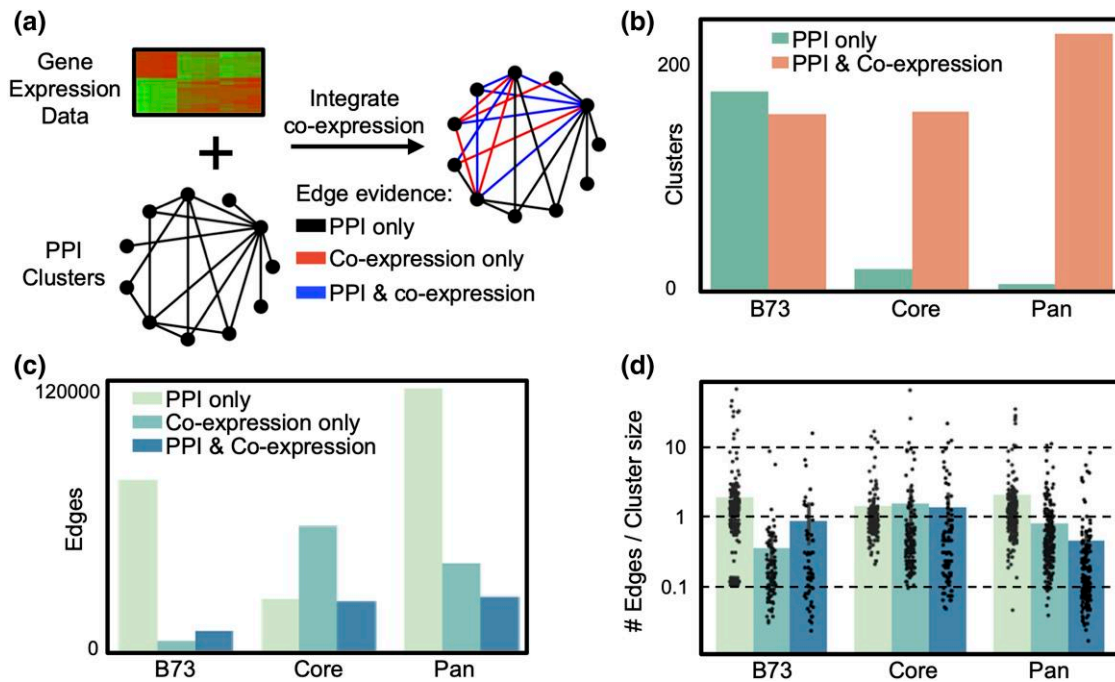 (a)
Gene
Expression
Data
+
Integrate
co-expression
PPI
Clusters
Edge evidence:
PPI only
Co-expression only
PPI & co-expression
(b)
PPI only
PPI & Co-expression
200
Clusters
0
B73 Core Pan
(c)
120000
PPI only
Co-expression only
PPI & Co-expression
Edges
0
B73 Core Pan
(d)
# Edges / Cluster size
10
1
0.1
B73 Core Pan